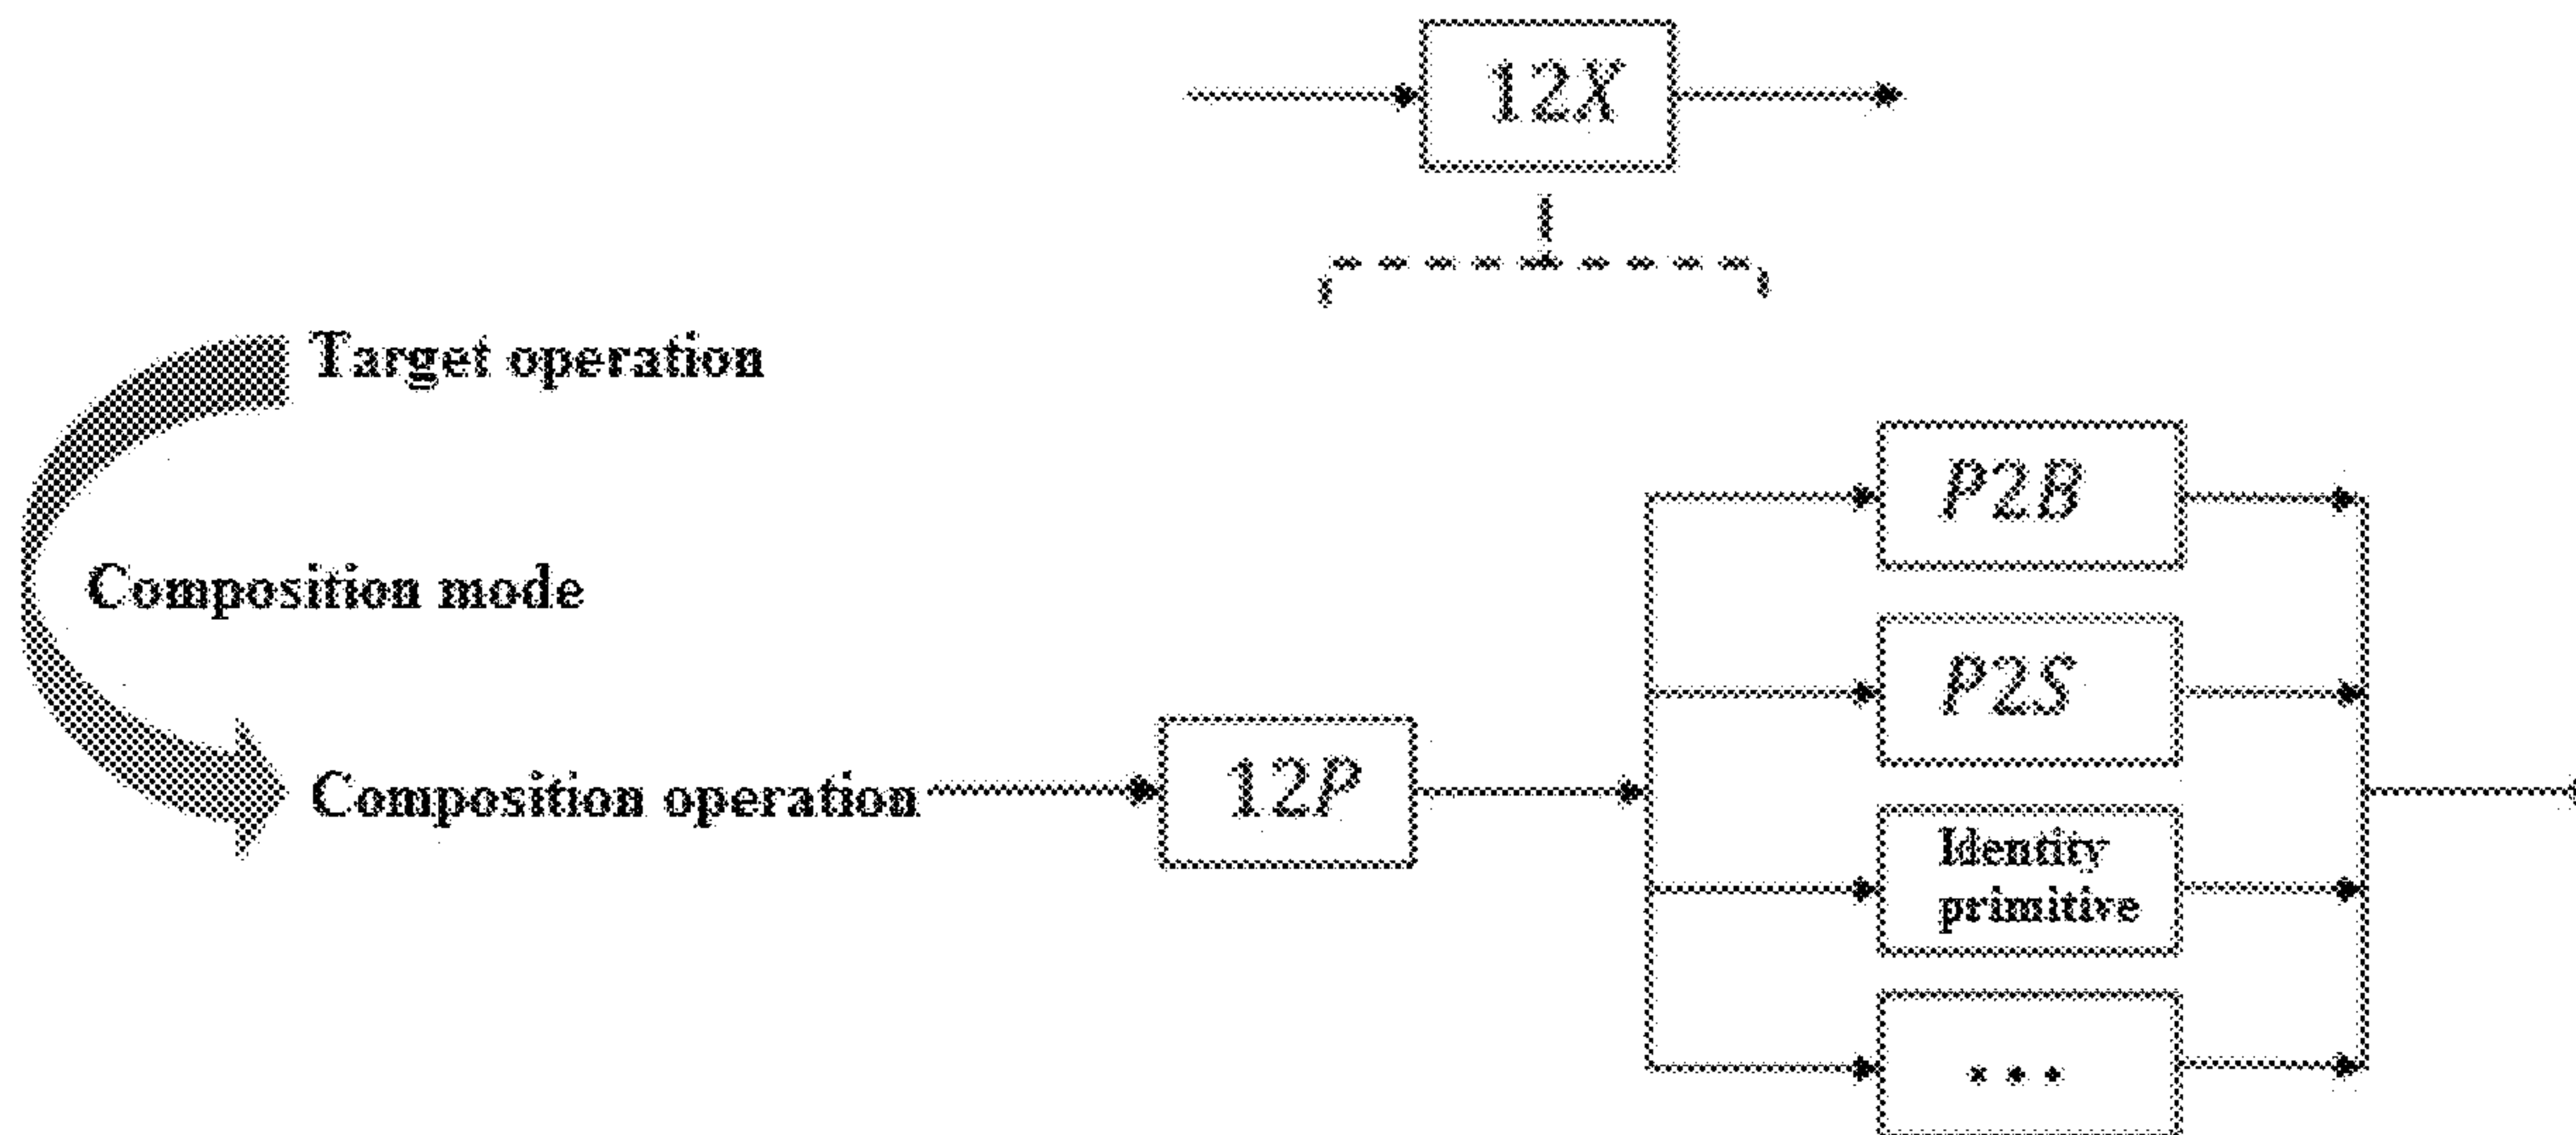 12X
Target operation
P2B
Composition mode
P2S
Composition operation
12P
Identity
primitive
...